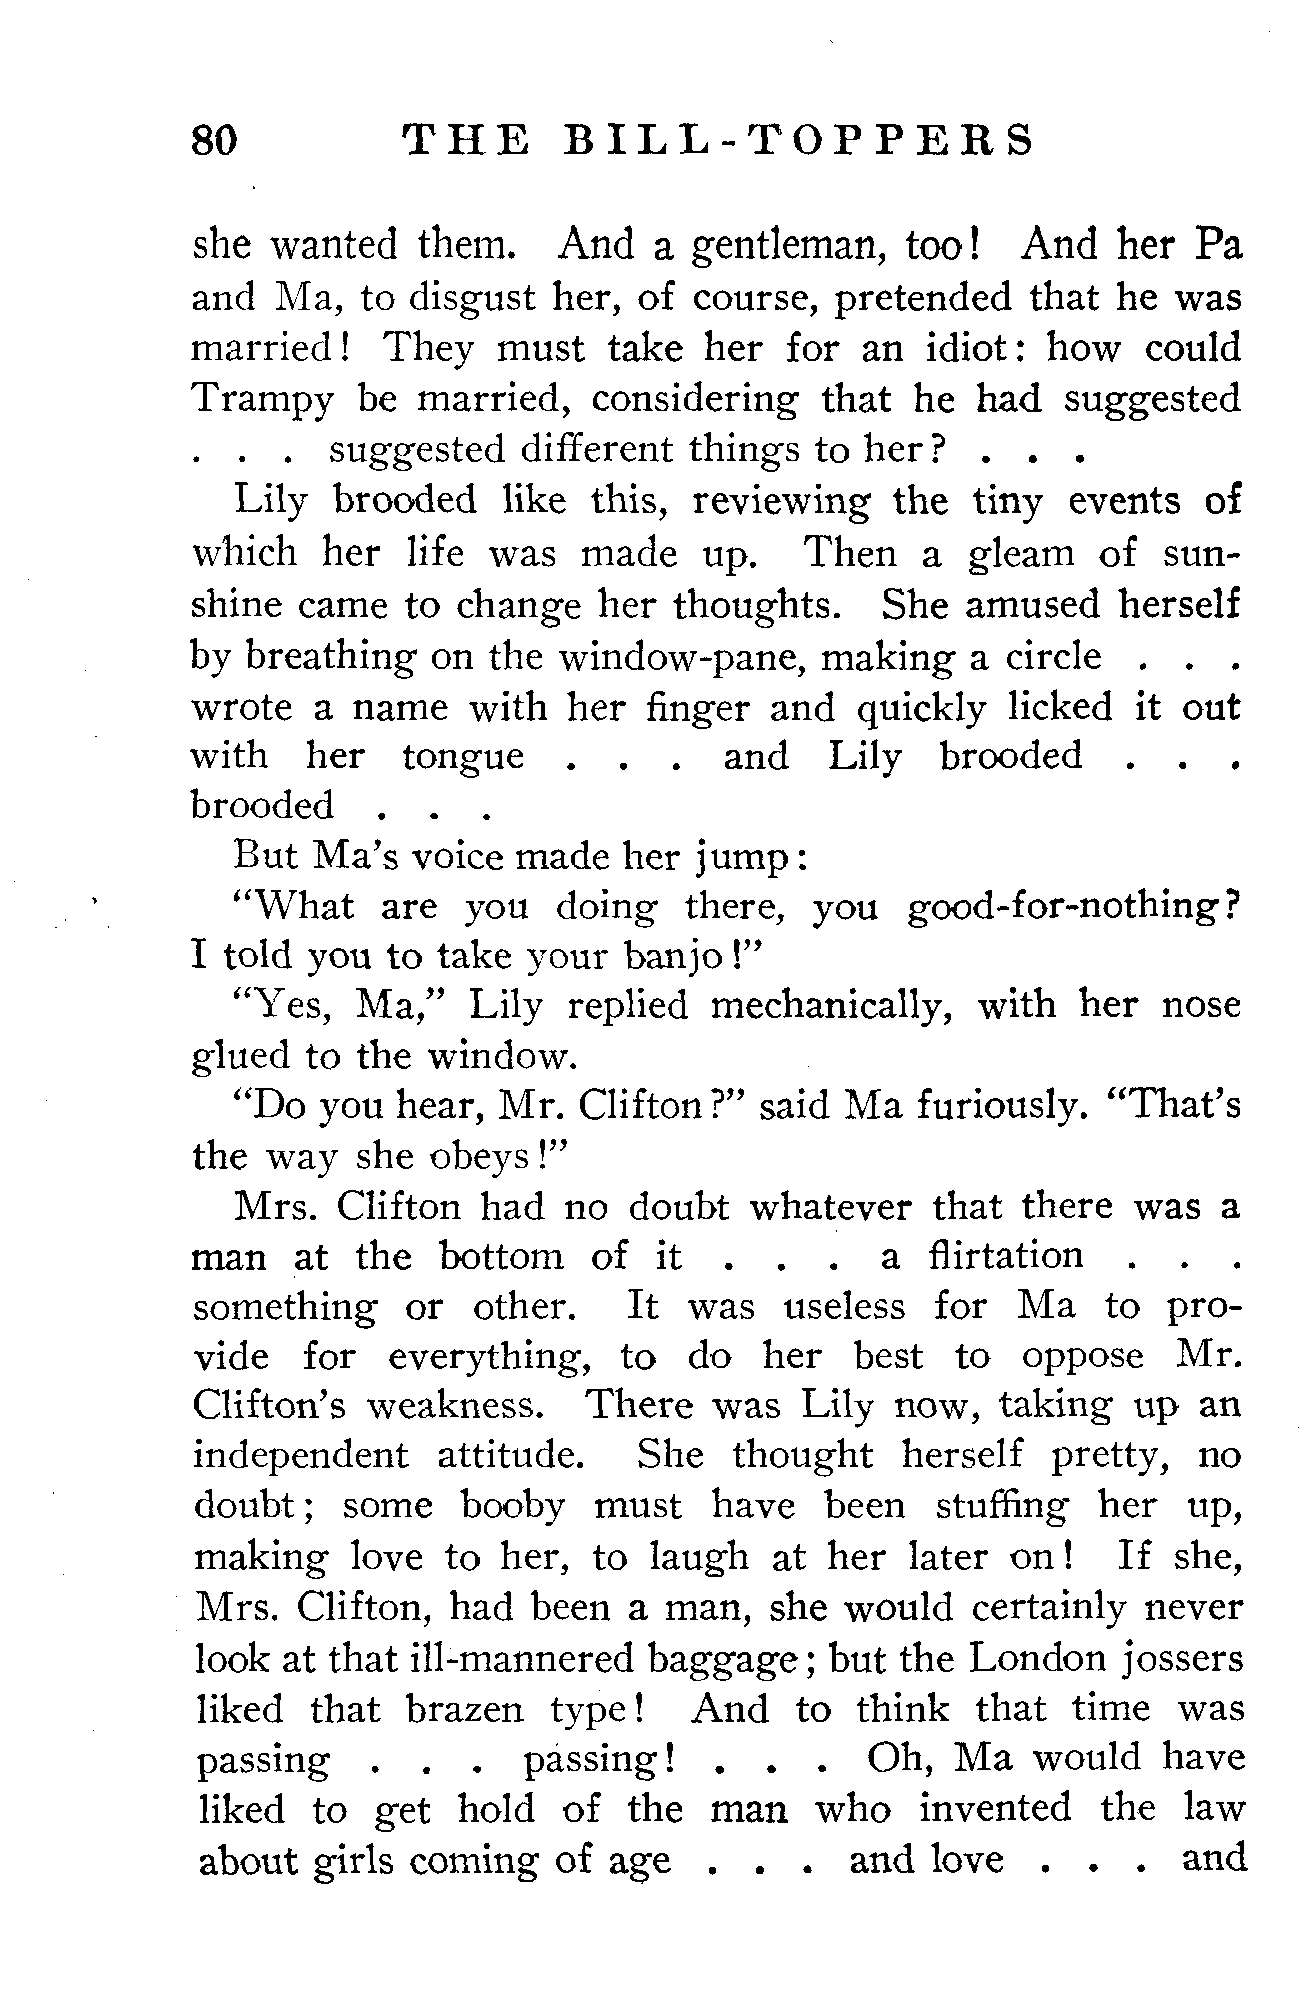 80 THE BILL-TOPPERS
she wanted them. And a gentleman, too! And her Pa
and Ma, to disgust her, of course, pretended that he was
married! They must take her for an idiot: how could
Trampy be married, considering that he had suggested
. . . suggested different things to her? . . .
Lily brooded like this, reviewing the tiny events of
which her life was made up. Then a gleam of sun-
shine came to change her thoughts. She amused herself
by breathing on the window-pane, making a circle . . .
wrote a name with her finger and quickly licked it out
with her tongue . . . and Lily brooded . . .
brooded . . .
But Ma's voice made her jump:
"What are you doing there, you good-for-nothing?
I told you to take your banjo!"
"Yes, Ma," Lily replied mechanically, with her nose
glued to the window.
"Do you hear, Mr. Clifton?" said Ma furiously. "That's
the way she obeys!"
Mrs. Clifton had no doubt whatever that there was a
man at the bottom of it . . . a flirtation . . .
something or other. It was useless for Ma to pro-
vide for everything, to do her best to oppose Mr.
Clifton's weakness. There was Lily now, taking up an
independent attitude. She thought herself pretty, no
doubt; some booby must have been stuffing her up,
making love to her, to laugh at her later on! If she,
Mrs. Clifton, had been a man, she would certainly never
look at that ill-mannered baggage; but the London jossers
liked that brazen type! And to think that time was
passing . . . passing! . . . Oh, Ma would have
liked to get hold of the man who invented the law
about girls coming of age . . . and love . . . and